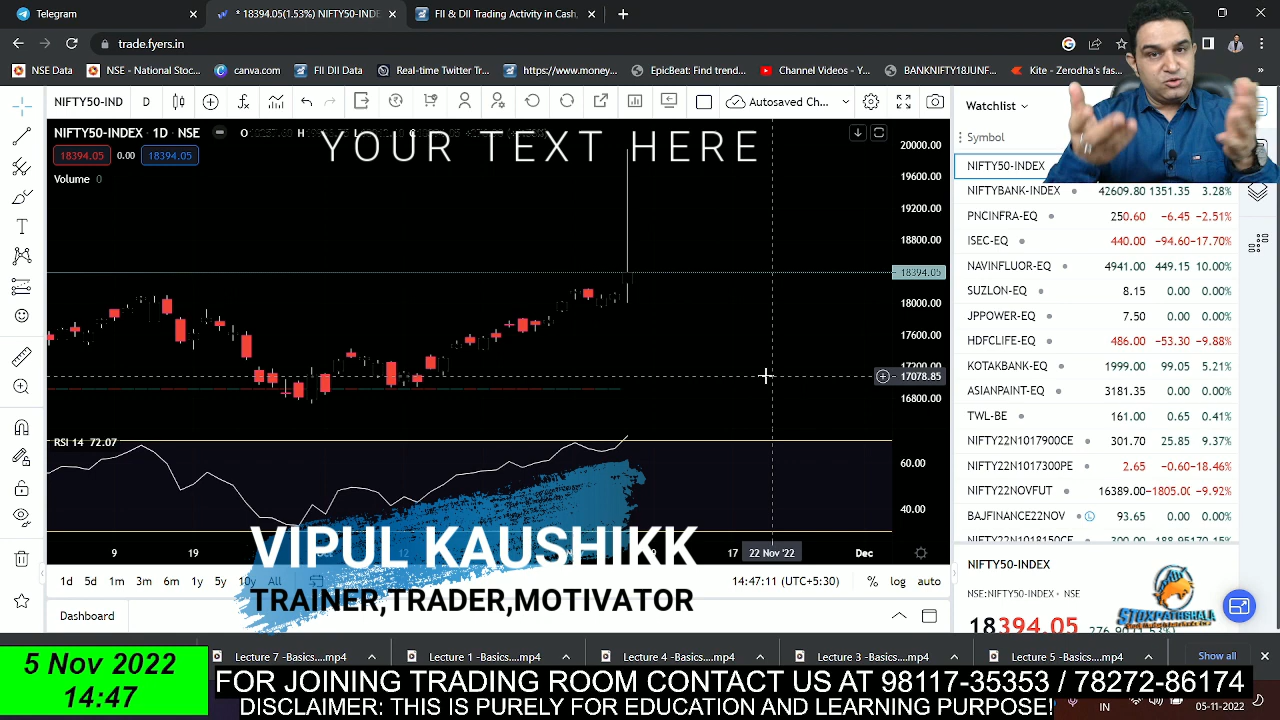 Telegram
* 18394.05(1.53%) NIFTY50-INDE
FII & DII Trading Activity in Cash,
trade.fyers.in
NSE Data
NSE - National Stoc...
canva.com
FII DII Data
Real-time Twitter
https://www.money...
EpicBeat: Find trend...
Channel Videos - Y...
BANKNIFTY18JUNF...
Kite - Zerodha's fas...
NIFTY50-IND
D
Autosaved Ch...
Watchlist
NIFTY50-INDEX · 1D · NSE
YOUR TEXT HERE
18394.05 0.00 18394.05
Volume 0
20000.00
19600.00
19200.00
18800.00
18394.05
18000.00
17600.00
17200.00
17078.85
16800.00
RSI 14 72.07
60.00
40.00
9 19 12 17 22 Nov '22 Dec
Symbol
NIFTY50-INDEX
NIFTYBANK-INDEX 42609.80 1351.35 3.28%
PNCINFRA-EQ 250.60 −6.45 −2.51%
ISEC-EQ 440.00 −94.60 −17.70%
NAVINFLUOR-EQ 4941.00 449.15 10.00%
SUZLON-EQ 8.15 0.00 0.00%
JPPOWER-EQ 7.50 0.00 0.00%
HDFCLIFE-EQ 486.00 −53.30 −9.88%
KOTAKBANK-EQ 1999.00 99.05 5.21%
ASIANPAINT-EQ 3181.35 0.00 0.00%
TWL-BE 161.00 0.65 0.41%
NIFTY22N1017900CE 301.70 25.85 9.37%
NIFTY22N1017300PE 2.65 −0.60 −18.46%
NIFTY22NOVFUT 16389.00 −1805.00 −9.92%
BAJFINANCE22NOV 93.65 0.00 0.00%
NIFTY50-INDEX
NSE:NIFTY50-INDEX · NSE
18394.05
STOXPATHSHALA
VIPUL KAUSHIKK
TRAINER,TRADER,MOTIVATOR
1d 5d 1m 3m 6m 1y 5y 10y All
14:47:11 (UTC+5:30) % log auto
Dashboard
Lecture 7 -Basics....mp4
Lecture 1 -Basics....mp4
Lecture 4 -Basics....mp4
Lecture 3 -Basics....mp4
Lecture 5 -Basics....mp4
Show all
5 Nov 2022
14:47
FOR JOINING TRADING ROOM CONTACT US AT 98117-35353 / 78272-86174
DISCLAIMER: THIS IS PURELY FOR EDUCATION AND LEARNING PURPOSE!
IN
05-11-2022